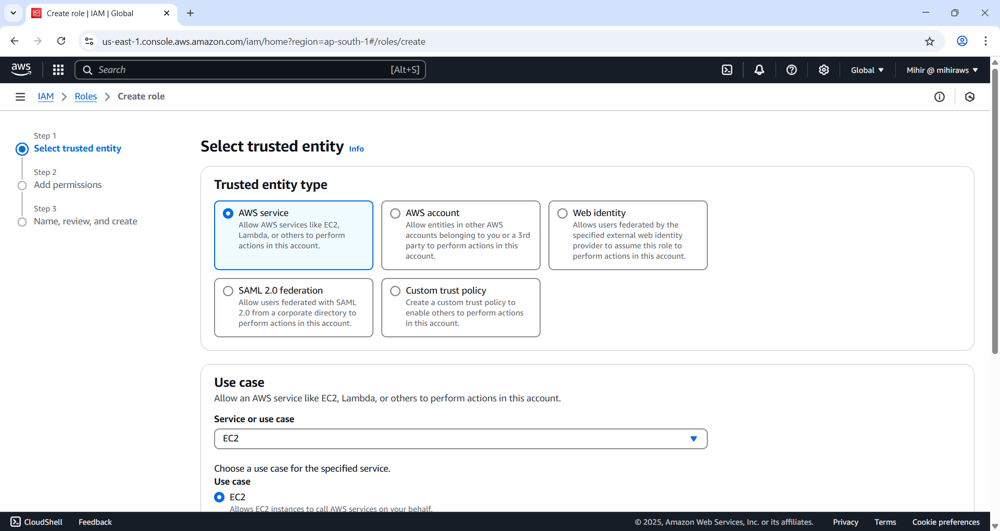 Create role | IAM | Global
us-east-1.console.aws.amazon.com/iam/home?region=ap-south-1#/roles/create
aws
Search
[Alt+S]
Global
Mihir @ mihiraws
IAM
Roles
Create role
Step 1
Select trusted entity
Step 2
Add permissions
Step 3
Name, review, and create
Select trusted entity Info
Trusted entity type
AWS service
Allow AWS services like EC2,
Lambda, or others to perform
actions in this account.
AWS account
Allow entities in other AWS
accounts belonging to you or a 3rd
party to perform actions in this
account.
Web identity
Allows users federated by the
specified external web identity
provider to assume this role to
perform actions in this account.
SAML 2.0 federation
Allow users federated with SAML
2.0 from a corporate directory to
perform actions in this account.
Custom trust policy
Create a custom trust policy to
enable others to perform actions
in this account.
Use case
Allow an AWS service like EC2, Lambda, or others to perform actions in this account.
Service or use case
EC2
Choose a use case for the specified service.
Use case
EC2
Allows EC2 instances to call AWS services on your behalf.
CloudShell
Feedback
© 2025, Amazon Web Services, Inc. or its affiliates.
Privacy
Terms
Cookie preferences